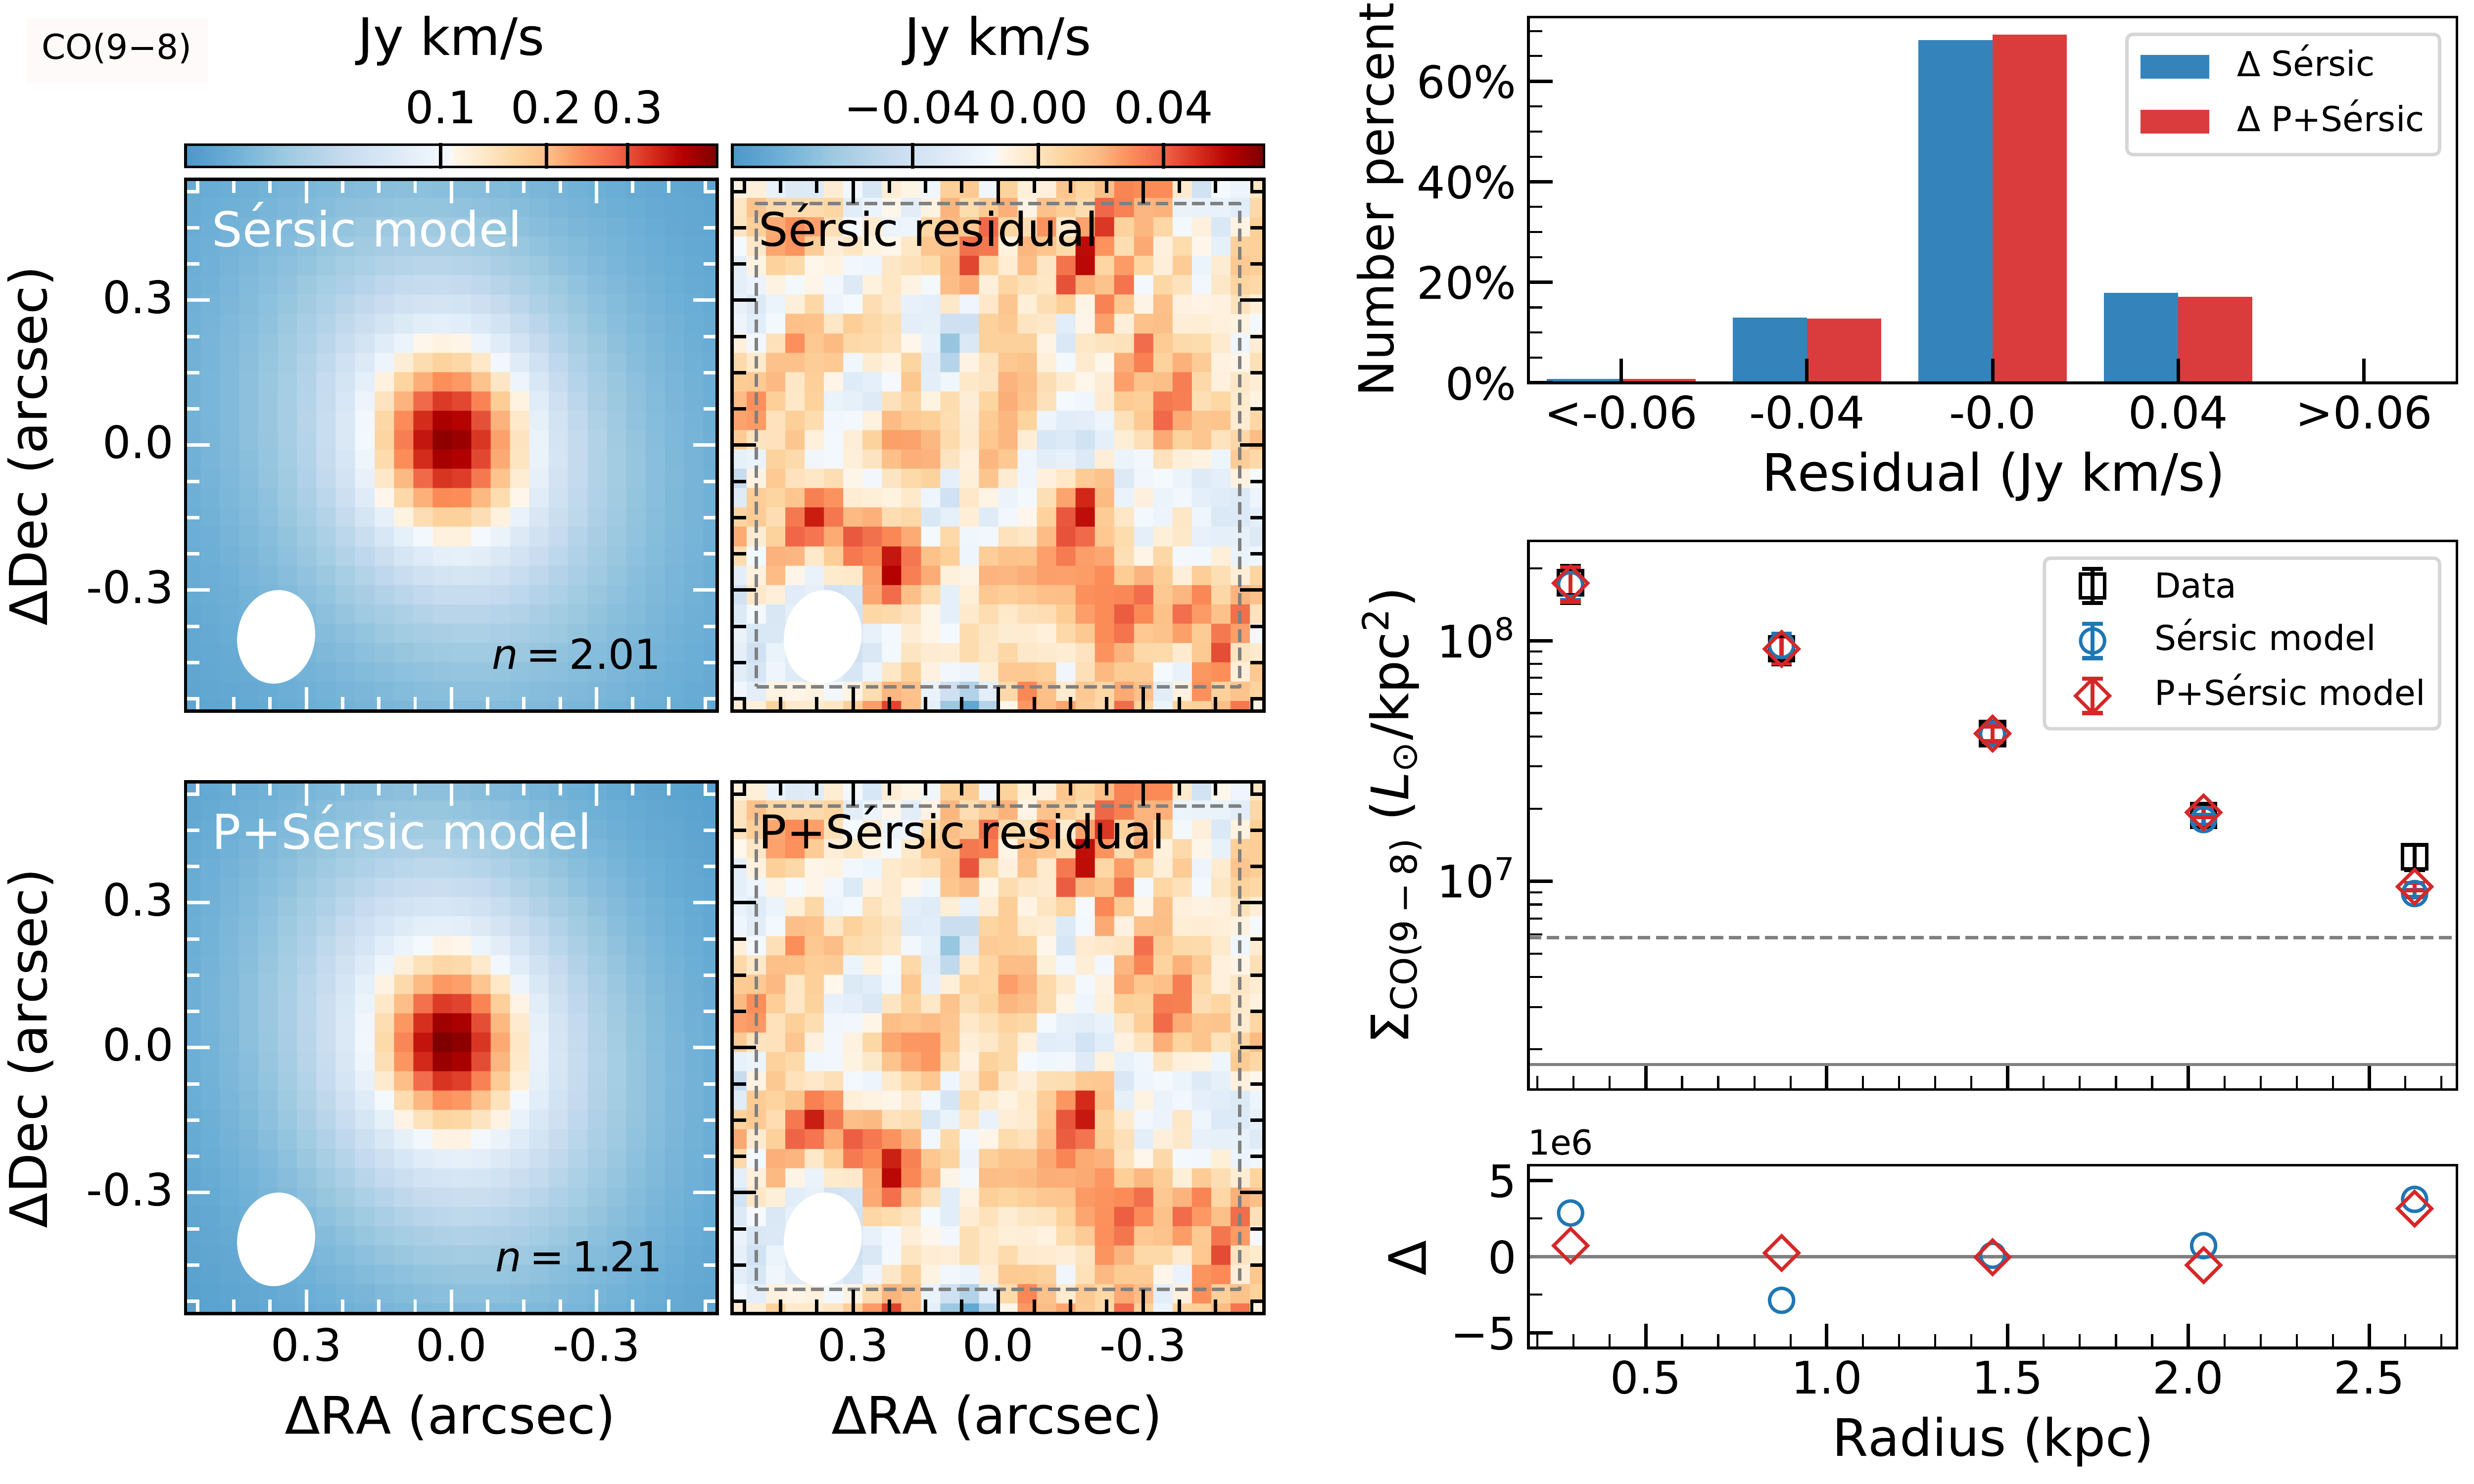 CO(9−8)
Jy km/s
Jy km/s
0.1 0.2 0.3
−0.04 0.00 0.04
Sérsic model
Sérsic residual
ΔDec (arcsec)
0.3
0.0
-0.3
n = 2.01
P+Sérsic model
P+Sérsic residual
ΔDec (arcsec)
0.3
0.0
-0.3
n = 1.21
0.3 0.0 -0.3
0.3 0.0 -0.3
ΔRA (arcsec)
ΔRA (arcsec)
Number percent
60%
40%
20%
0%
Δ Sérsic
Δ P+Sérsic
<-0.06 -0.04 -0.0 0.04 >0.06
Residual (Jy km/s)
Σ_CO(9−8) (L_⊙/kpc²)
10⁸
10⁷
Data
Sérsic model
P+Sérsic model
1e6
Δ
5
0
−5
0.5 1.0 1.5 2.0 2.5
Radius (kpc)